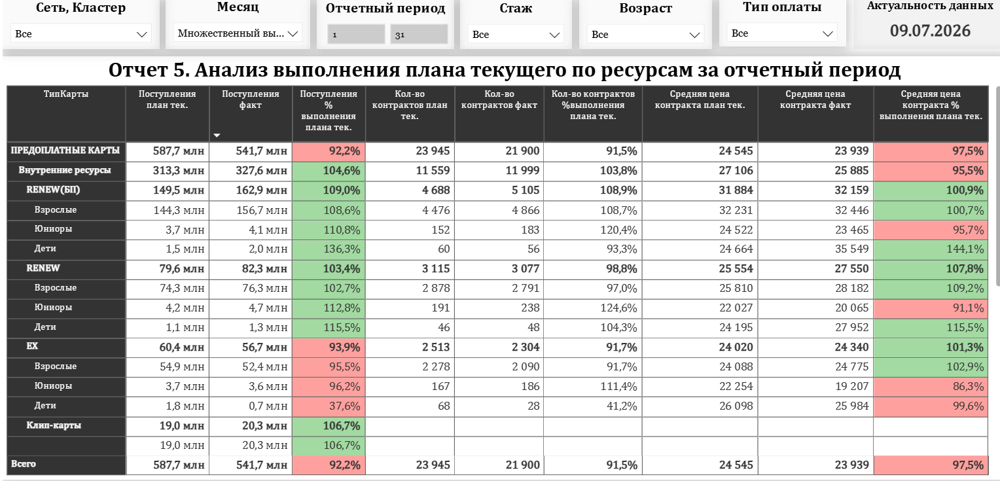 Сеть, Кластер Месяц Отчетный период Стаж Возраст Тип оплаты Актуальность данных
Все Множественный вы... 1 31 Все Все Все 09.07.2026
Отчет 5. Анализ выполнения плана текущего по ресурсам за отчетный период
ТипКарты Поступления план тек. Поступления факт Поступления % выполнения плана тек. Кол-во контрактов план тек. Кол-во контрактов факт Кол-во контрактов %выполнения плана тек. Средняя цена контракта план тек. Средняя цена контракта факт Средняя цена контракта % выполнения плана тек.
ПРЕДОПЛАТНЫЕ КАРТЫ 587,7 млн 541,7 млн 92,2% 23 945 21 900 91,5% 24 545 23 939 97,5%
Внутренние ресурсы 313,3 млн 327,6 млн 104,6% 11 559 11 999 103,8% 27 106 25 885 95,5%
RENEW(БП) 149,5 млн 162,9 млн 109,0% 4 688 5 105 108,9% 31 884 32 159 100,9%
Взрослые 144,3 млн 156,7 млн 108,6% 4 476 4 866 108,7% 32 231 32 446 100,7%
Юниоры 3,7 млн 4,1 млн 110,8% 152 183 120,4% 24 522 23 465 95,7%
Дети 1,5 млн 2,0 млн 136,3% 60 56 93,3% 24 664 35 549 144,1%
RENEW 79,6 млн 82,3 млн 103,4% 3 115 3 077 98,8% 25 554 27 550 107,8%
Взрослые 74,3 млн 76,3 млн 102,7% 2 878 2 791 97,0% 25 810 28 182 109,2%
Юниоры 4,2 млн 4,7 млн 112,8% 191 238 124,6% 22 027 20 065 91,1%
Дети 1,1 млн 1,3 млн 115,5% 46 48 104,3% 24 195 27 952 115,5%
EX 60,4 млн 56,7 млн 93,9% 2 513 2 304 91,7% 24 020 24 340 101,3%
Взрослые 54,9 млн 52,4 млн 95,5% 2 278 2 090 91,7% 24 088 24 775 102,9%
Юниоры 3,7 млн 3,6 млн 96,2% 167 186 111,4% 22 254 19 207 86,3%
Дети 1,8 млн 0,7 млн 37,6% 68 28 41,2% 26 098 25 984 99,6%
Клип-карты 19,0 млн 20,3 млн 106,7%
19,0 млн 20,3 млн 106,7%
Всего 587,7 млн 541,7 млн 92,2% 23 945 21 900 91,5% 24 545 23 939 97,5%